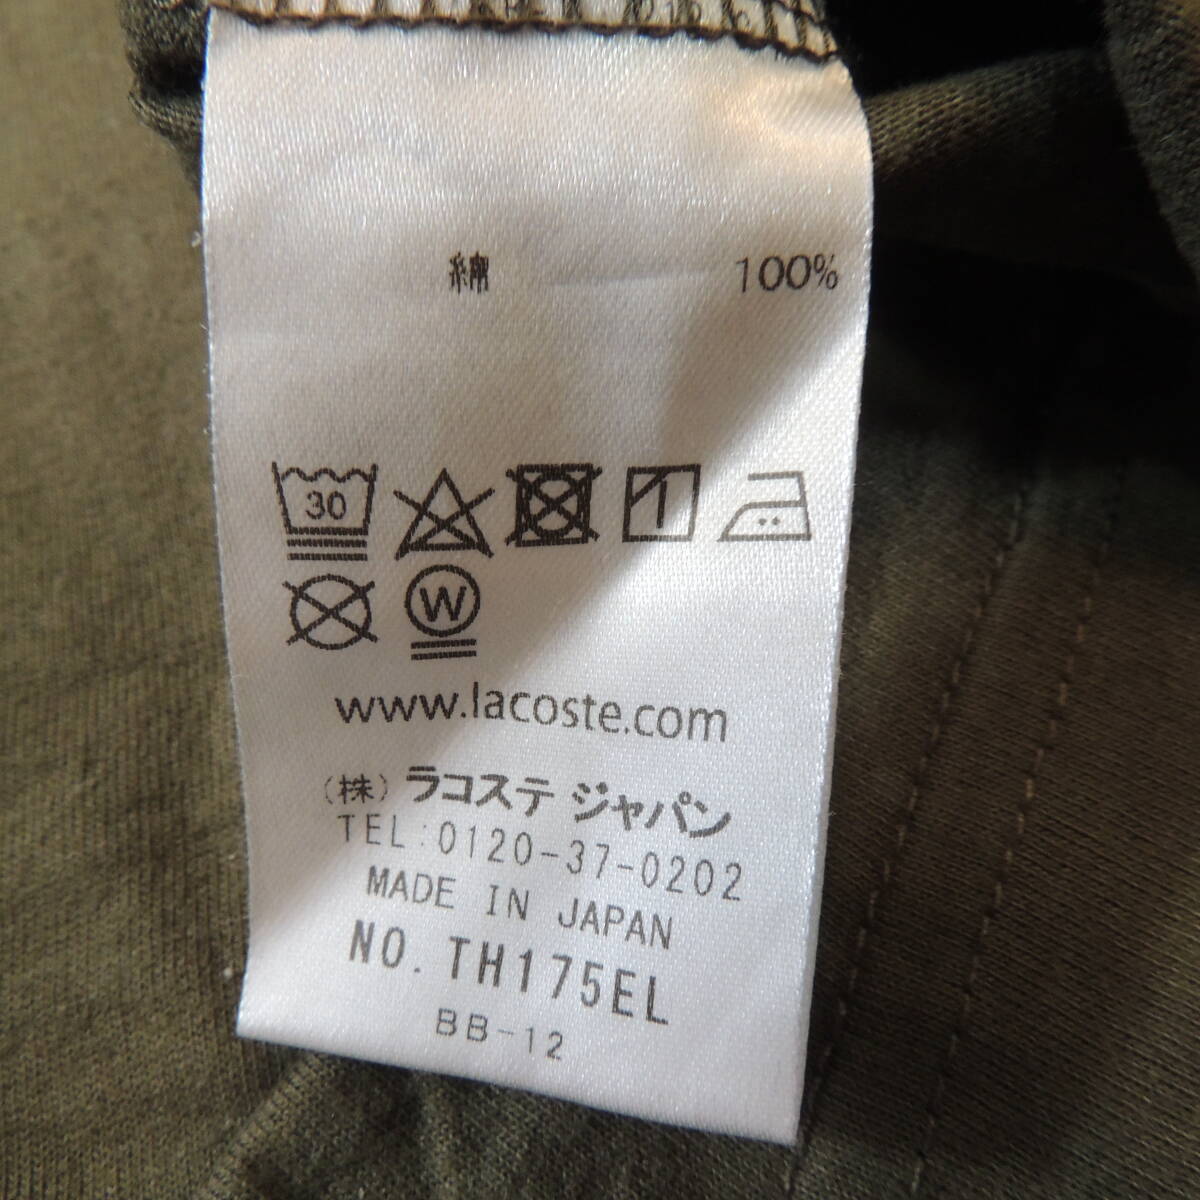 綿 100%
30
W
www.lacoste.com
(株) ラコステ ジャパン
TEL:0120-37-0202
MADE IN JAPAN
NO. TH175EL
BB-12